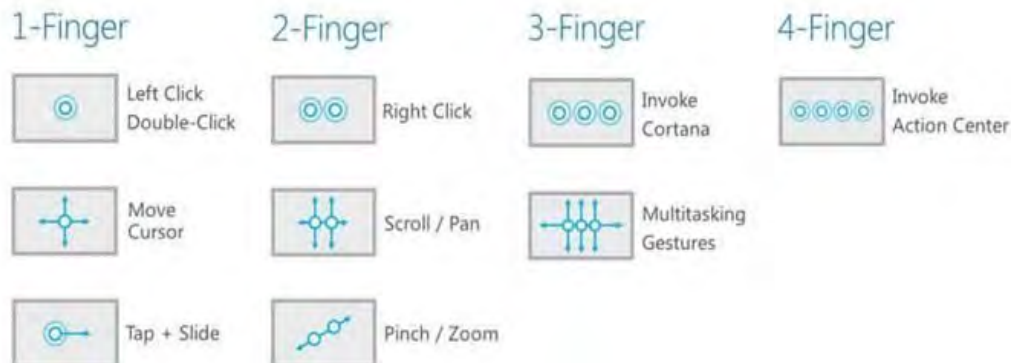 1-Finger
2-Finger
3-Finger
4-Finger
Left Click
Double-Click
Right Click
Invoke
Cortana
Invoke
Action Center
Move
Cursor
Scroll / Pan
Multitasking
Gestures
Tap + Slide
Pinch / Zoom